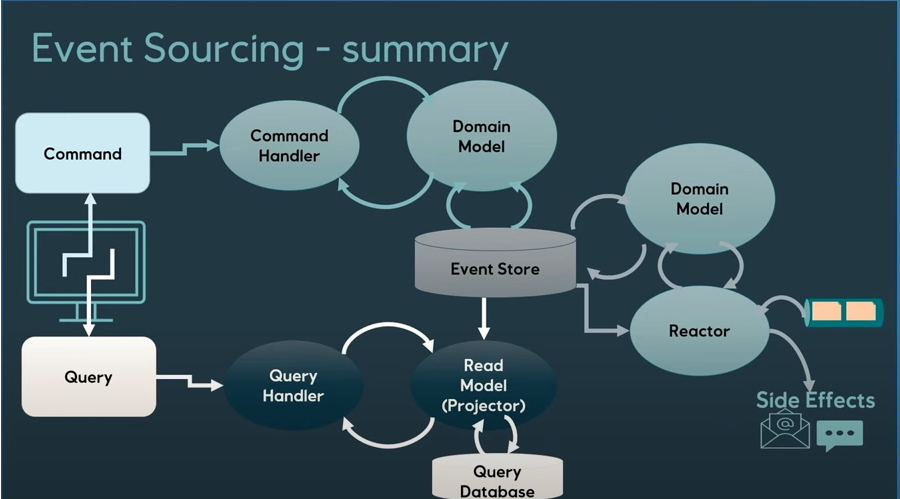 Event Sourcing - summary
Command
Command
Handler
Domain
Model
Domain
Model
Event Store
Reactor
Query
Query
Handler
Read
Model
(Projector)
Side Effects
@
Query
Database